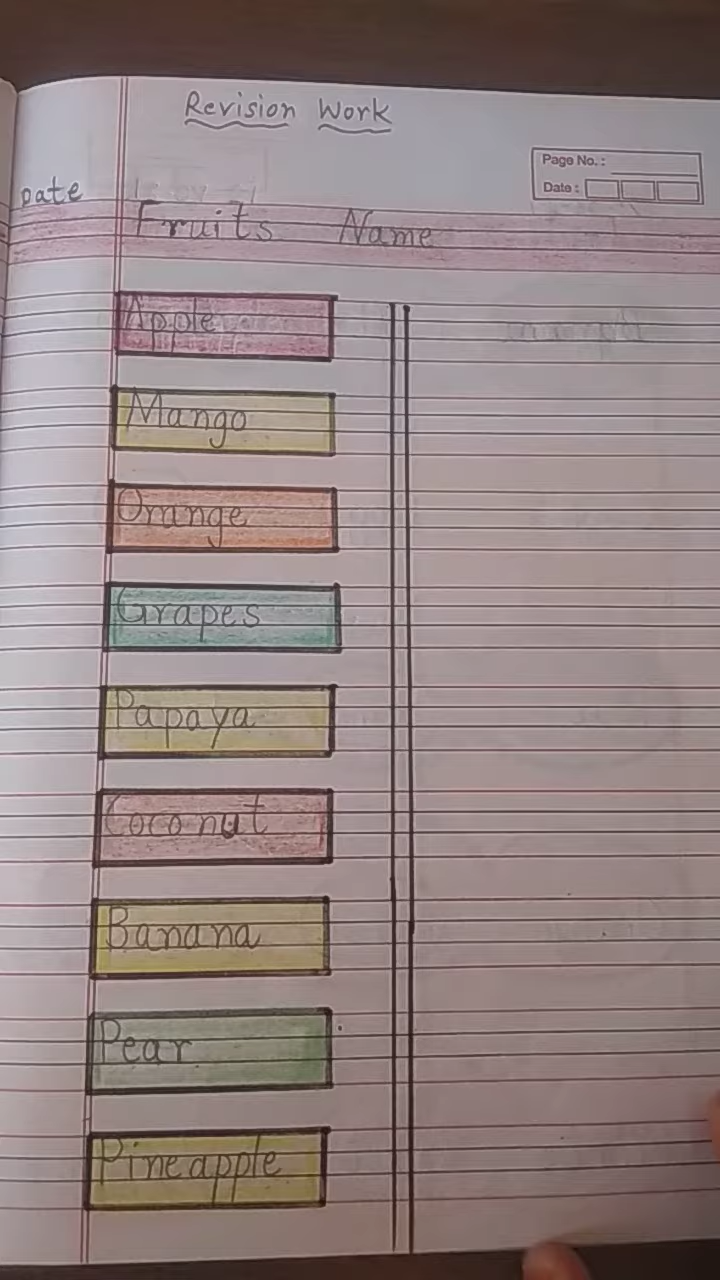 Revision Work
Page No. :
Date :
Date
Fruits Name
Apple
Mango
Orange
Grapes
Papaya
Coconut
Banana
Pear
Pineapple